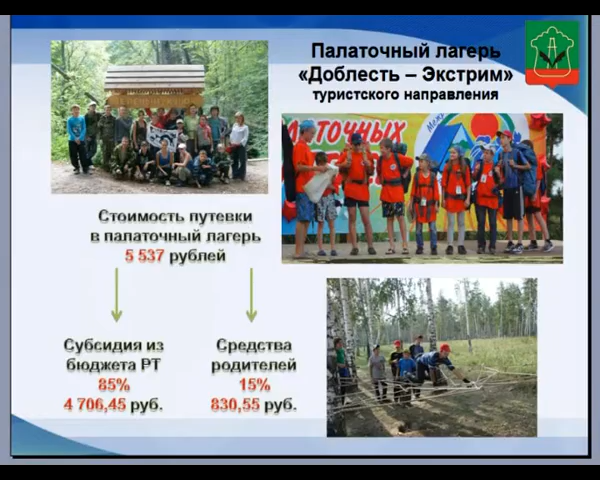 Палаточный лагерь
«Доблесть – Экстрим»
туристского направления
ПАЛАТОЧНЫХ
Стоимость путевки
в палаточный лагерь
5 537 рублей
Субсидия из
бюджета РТ
85%
4 706,45 руб.
Средства
родителей
15%
830,55 руб.